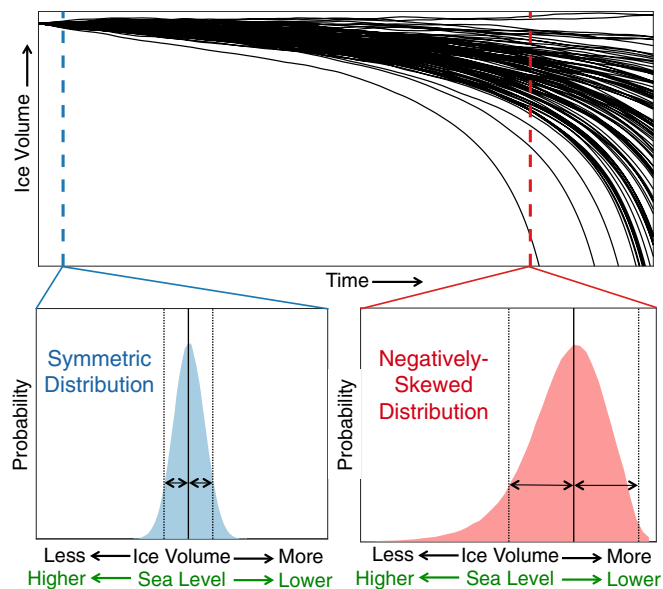 Ice Volume
Time
Symmetric
Distribution
Probability
Less Ice Volume More
Higher Sea Level Lower
Negatively-
Skewed
Distribution
Probability
Less Ice Volume More
Higher Sea Level Lower